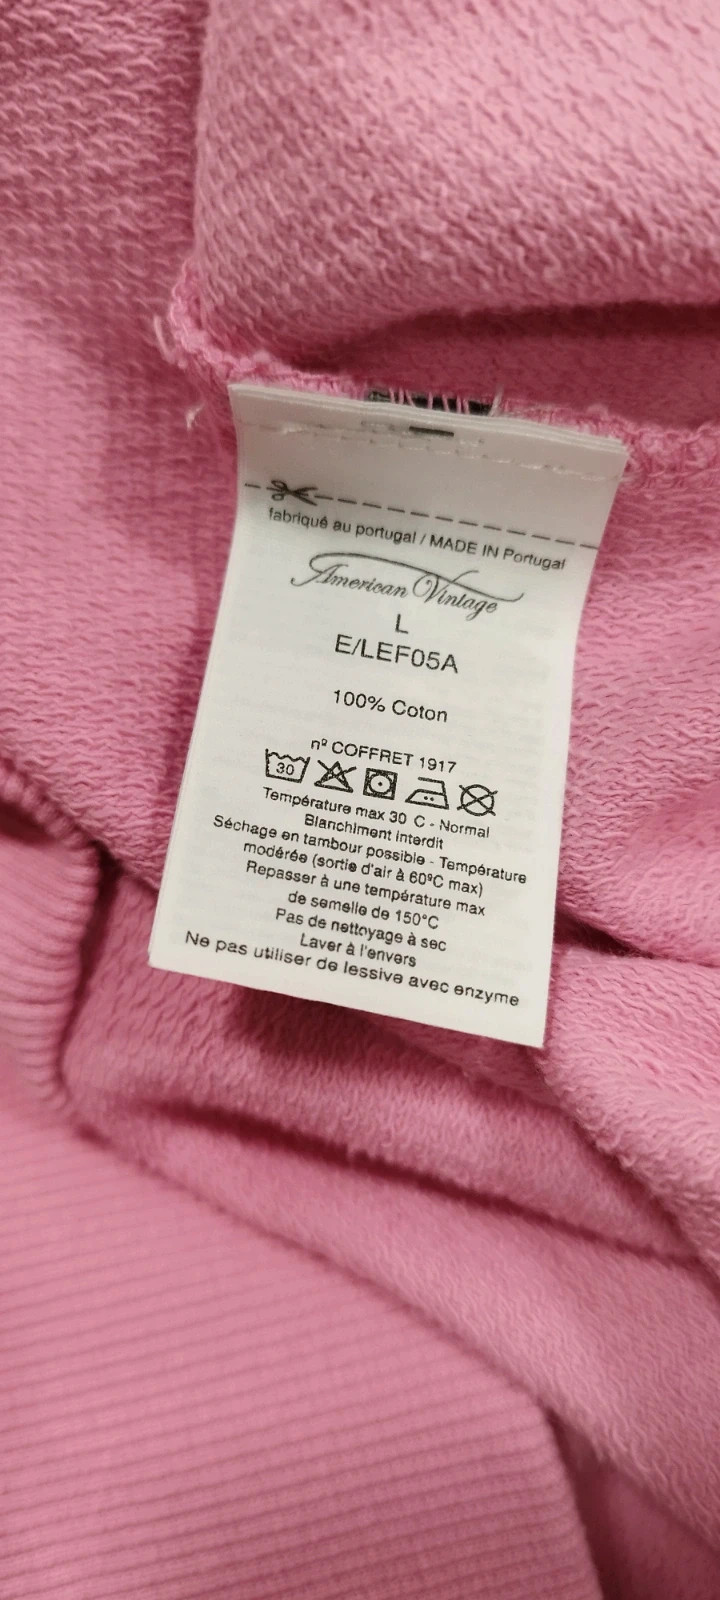 fabriqué au portugal / MADE IN Portugal
American Vintage
L
E/LEF05A
100% Coton
nº COFFRET 1917
30
Température max 30 C - Normal
Blanchiment interdit
Séchage en tambour possible - Température
modérée (sortie d'air à 60ºC max)
Repasser à une température max
de semelle de 150°C
Pas de nettoyage à sec
Laver à l'envers
Ne pas utiliser de lessive avec enzyme